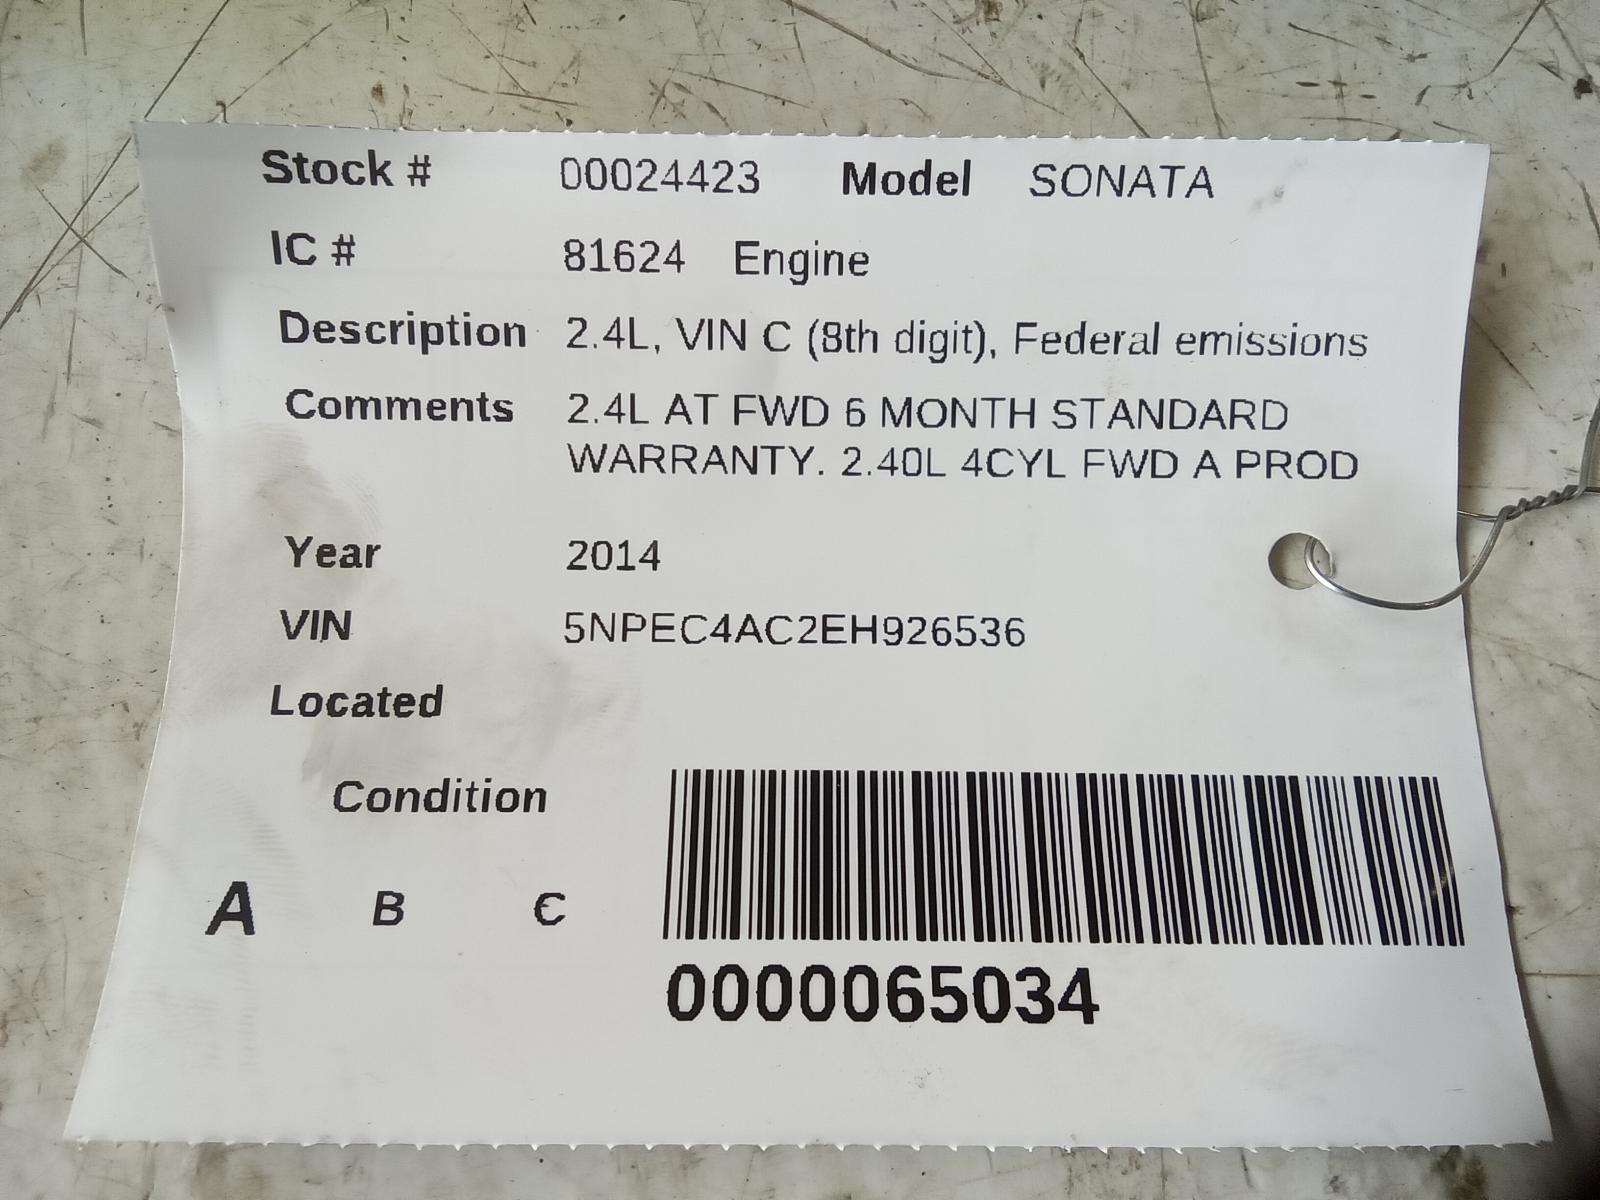 Stock # 00024423 Model SONATA
IC # 81624 Engine
Description 2.4L, VIN C (8th digit), Federal emissions
Comments 2.4L AT FWD 6 MONTH STANDARD
WARRANTY. 2.40L 4CYL FWD A PROD
Year 2014
VIN 5NPEC4AC2EH926536
Located
Condition
A B C
0000065034